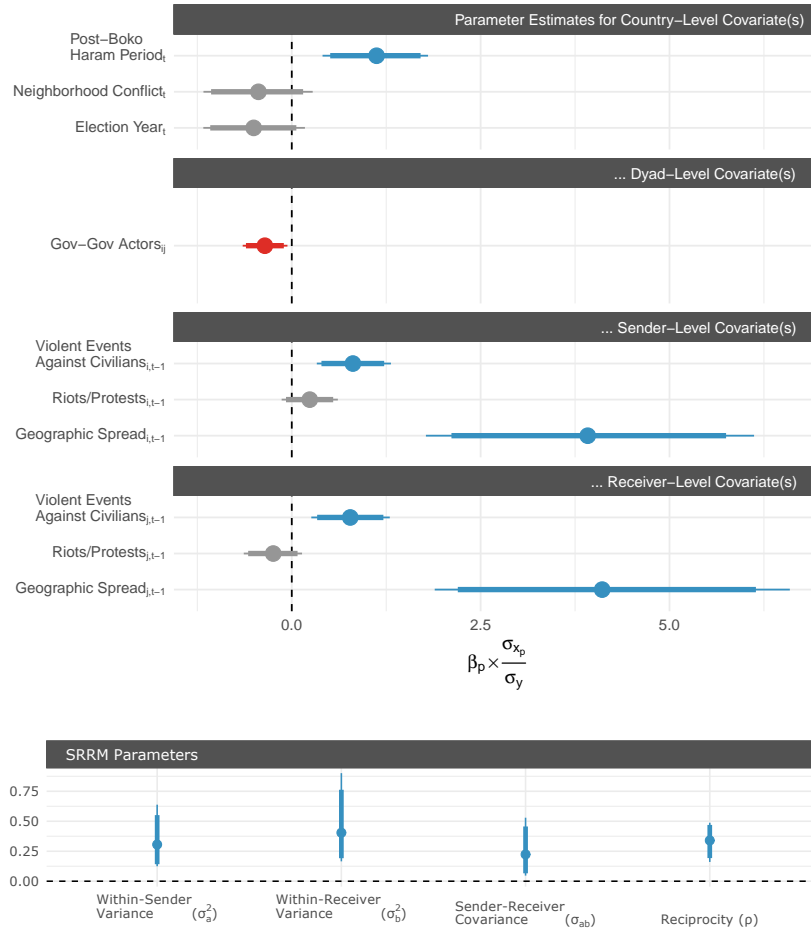 Parameter Estimates for Country−Level Covariate(s)
Post−Boko
Haram Periodₜ
Neighborhood Conflictₜ
Election Yearₜ
... Dyad−Level Covariate(s)
Gov−Gov Actorsᵢⱼ
... Sender−Level Covariate(s)
Violent Events
Against Civiliansᵢ,ₜ₋₁
Riots/Protestsᵢ,ₜ₋₁
Geographic Spreadᵢ,ₜ₋₁
... Receiver−Level Covariate(s)
Violent Events
Against Civiliansⱼ,ₜ₋₁
Riots/Protestsⱼ,ₜ₋₁
Geographic Spreadⱼ,ₜ₋₁
0.0 2.5 5.0
βₚ × σₓₚ / σᵧ
SRRM Parameters
0.75
0.50
0.25
0.00
Within-Sender
Variance (σₐ²)
Within-Receiver
Variance (σ_b²)
Sender-Receiver
Covariance (σ_ab)
Reciprocity (ρ)